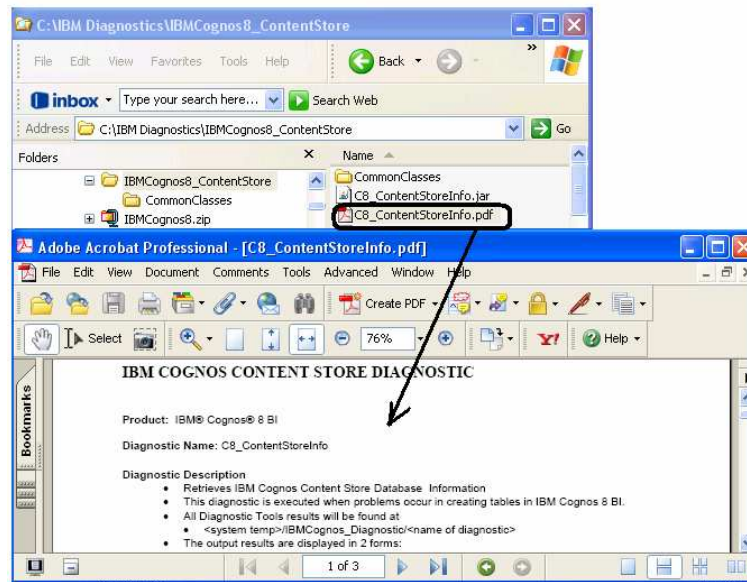 C:\IBM Diagnostics\IBMCognos8_ContentStore
File Edit View Favorites Tools Help Back »
inbox Type your search here... Search Web
Address C:\IBM Diagnostics\IBMCognos8_ContentStore Go
Folders X Name
IBMCognos8_ContentStore CommonClasses
CommonClasses C8_ContentStoreInfo.jar
IBMCognos8.zip C8_ContentStoreInfo.pdf
Adobe Acrobat Professional - [C8_ContentStoreInfo.pdf]
File Edit View Document Comments Tools Advanced Window Help
Create PDF
Select 76% Y! Help
Bookmarks
IBM COGNOS CONTENT STORE DIAGNOSTIC
Product: IBM® Cognos® 8 BI
Diagnostic Name: C8_ContentStoreInfo
Diagnostic Description
• Retrieves IBM Cognos Content Store Database Information
• This diagnostic is executed when problems occur in creating tables in IBM Cognos 8 BI.
• All Diagnostic Tools results will be found at
• <system temp>/IBMCognos_Diagnostic/<name of diagnostic>
• The output results are displayed in 2 forms:
1 of 3